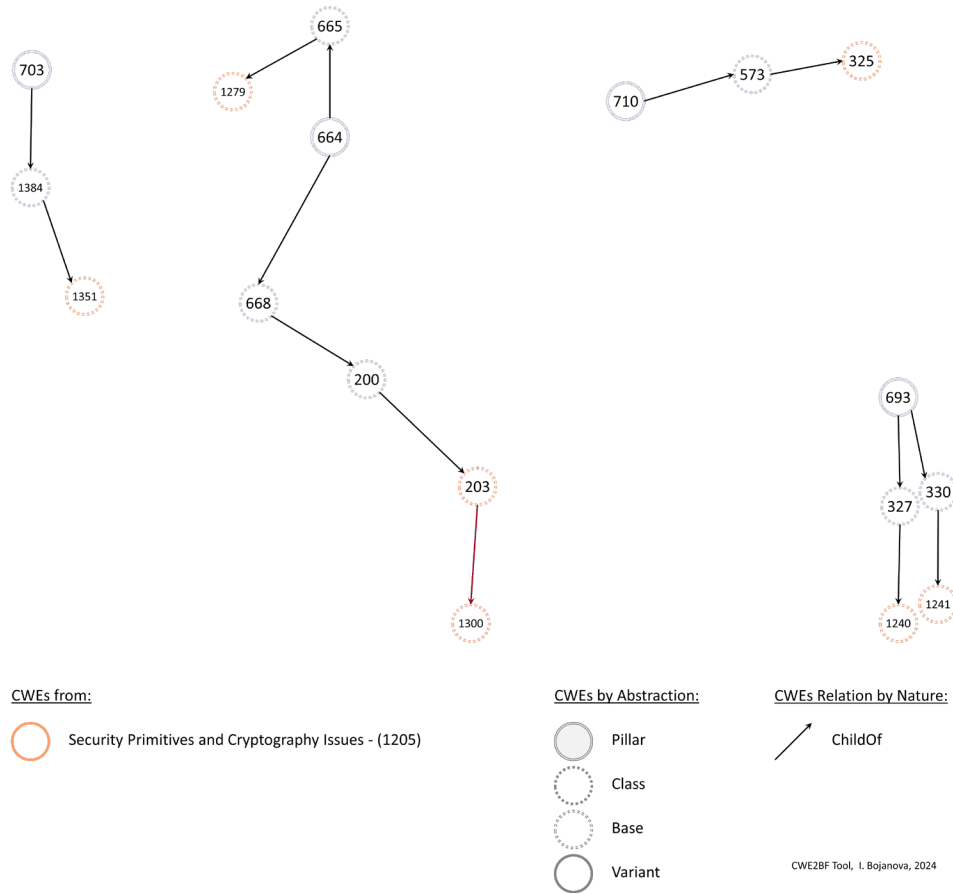 665
703
573
325
1279
710
664
1384
1351
668
200
693
203
330
327
1241
1300
1240
CWEs from:
CWEs by Abstraction:
CWEs Relation by Nature:
Security Primitives and Cryptography Issues - (1205)
Pillar
ChildOf
Class
Base
Variant
CWE2BF Tool, I. Bojanova, 2024